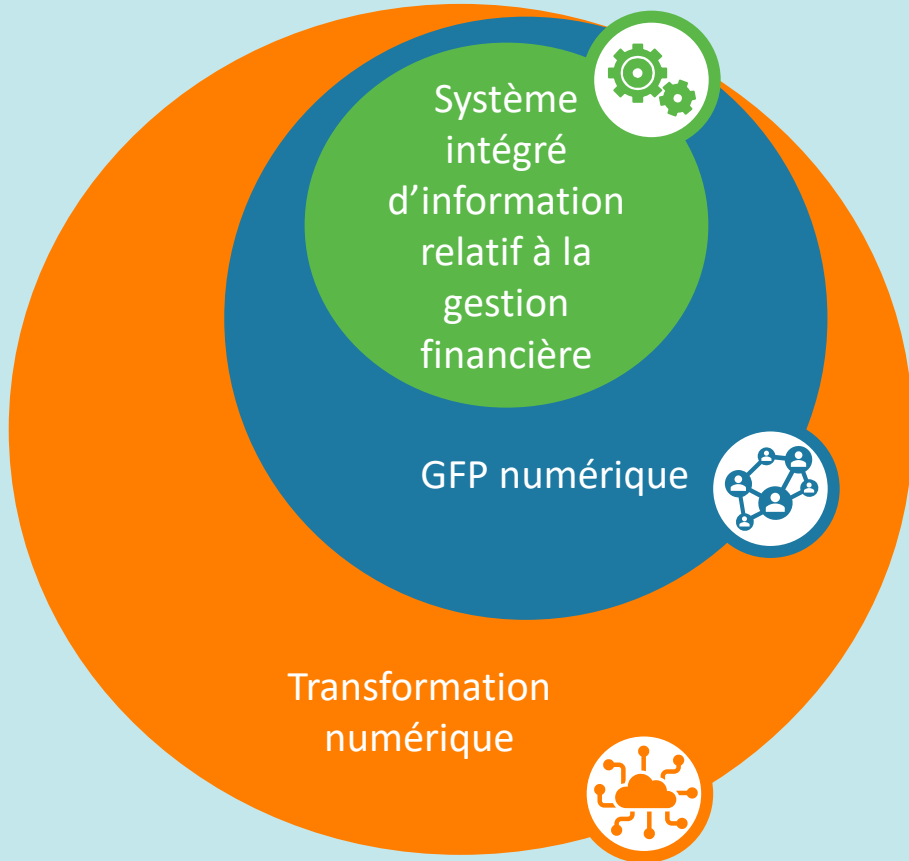 Système
intégré
d’information
relatif à la
gestion
financière
GFP numérique
Transformation
numérique